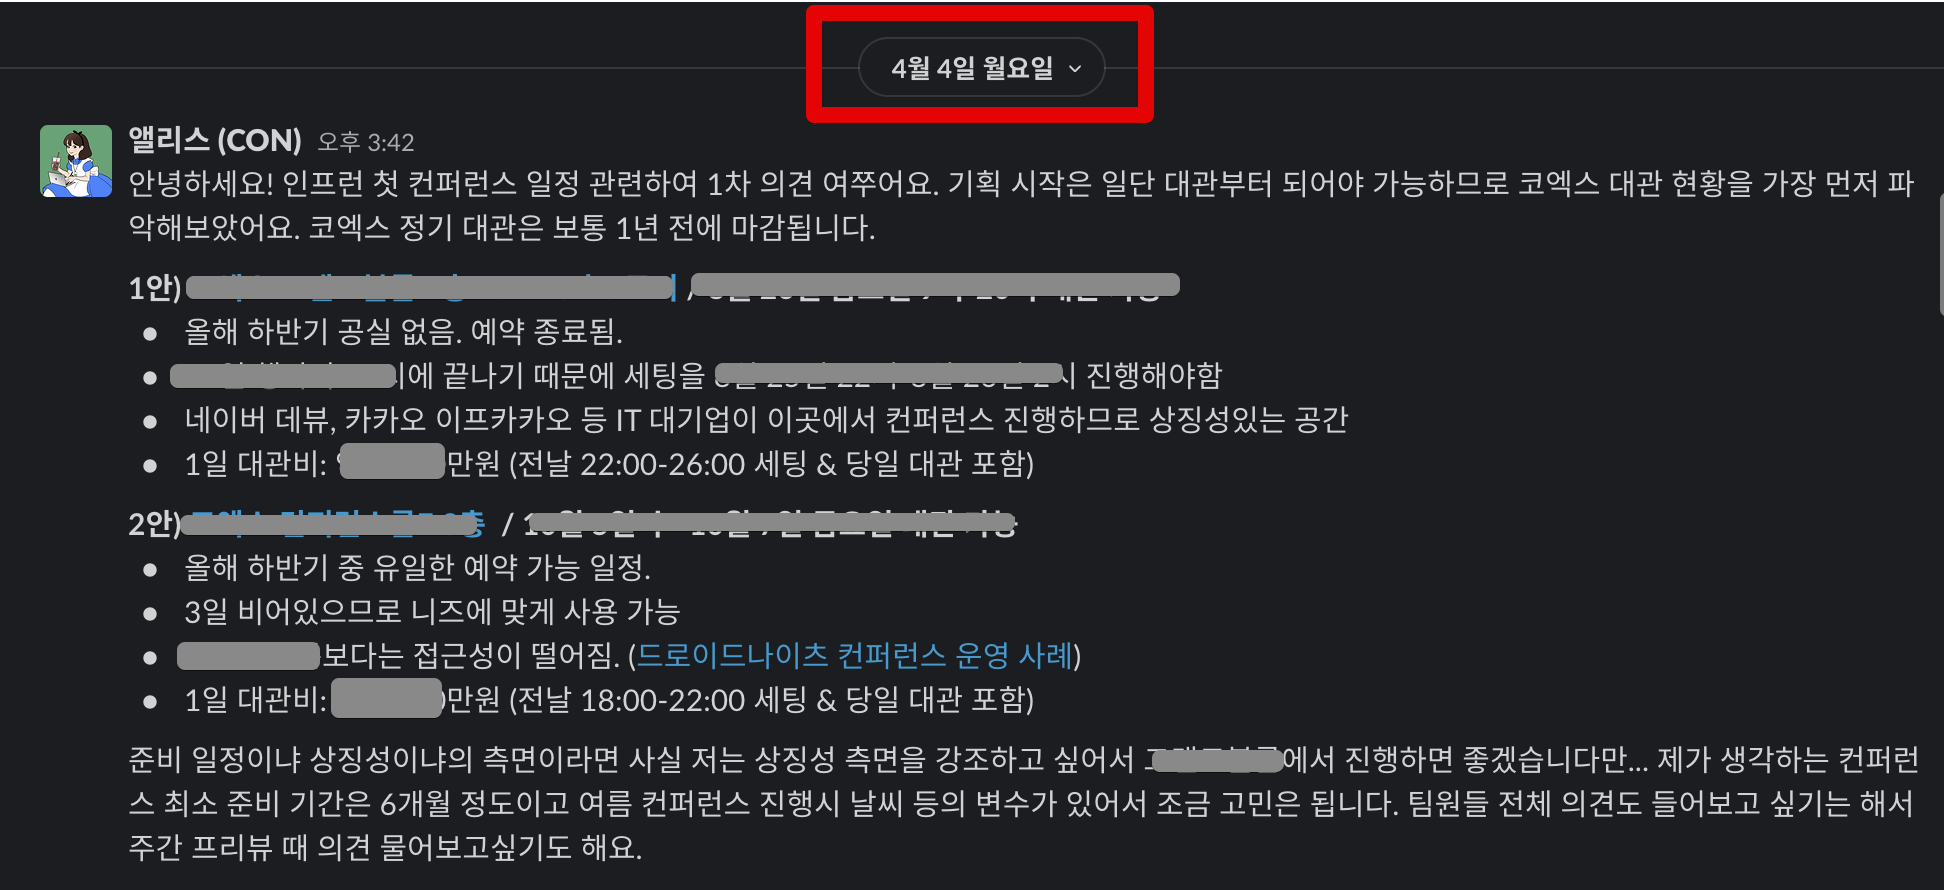 4월 4일 월요일
앨리스 (CON) 오후 3:42
안녕하세요! 인프런 첫 컨퍼런스 일정 관련하여 1차 의견 여쭈어요. 기획 시작은 일단 대관부터 되어야 가능하므로 코엑스 대관 현황을 가장 먼저 파
악해보았어요. 코엑스 정기 대관은 보통 1년 전에 마감됩니다.
1안) /
올해 하반기 공실 없음. 예약 종료됨.
에 끝나기 때문에 세팅을 진행해야함
네이버 데뷰, 카카오 이프카카오 등 IT 대기업이 이곳에서 컨퍼런스 진행하므로 상징성있는 공간
1일 대관비: 만원 (전날 22:00-26:00 세팅 & 당일 대관 포함)
2안) /
올해 하반기 중 유일한 예약 가능 일정.
3일 비어있으므로 니즈에 맞게 사용 가능
보다는 접근성이 떨어짐. (드로이드나이츠 컨퍼런스 운영 사례)
1일 대관비: 만원 (전날 18:00-22:00 세팅 & 당일 대관 포함)
준비 일정이냐 상징성이냐의 측면이라면 사실 저는 상징성 측면을 강조하고 싶어서 에서 진행하면 좋겠습니다만... 제가 생각하는 컨퍼런
스 최소 준비 기간은 6개월 정도이고 여름 컨퍼런스 진행시 날씨 등의 변수가 있어서 조금 고민은 됩니다. 팀원들 전체 의견도 들어보고 싶기는 해서
주간 프리뷰 때 의견 물어보고싶기도 해요.